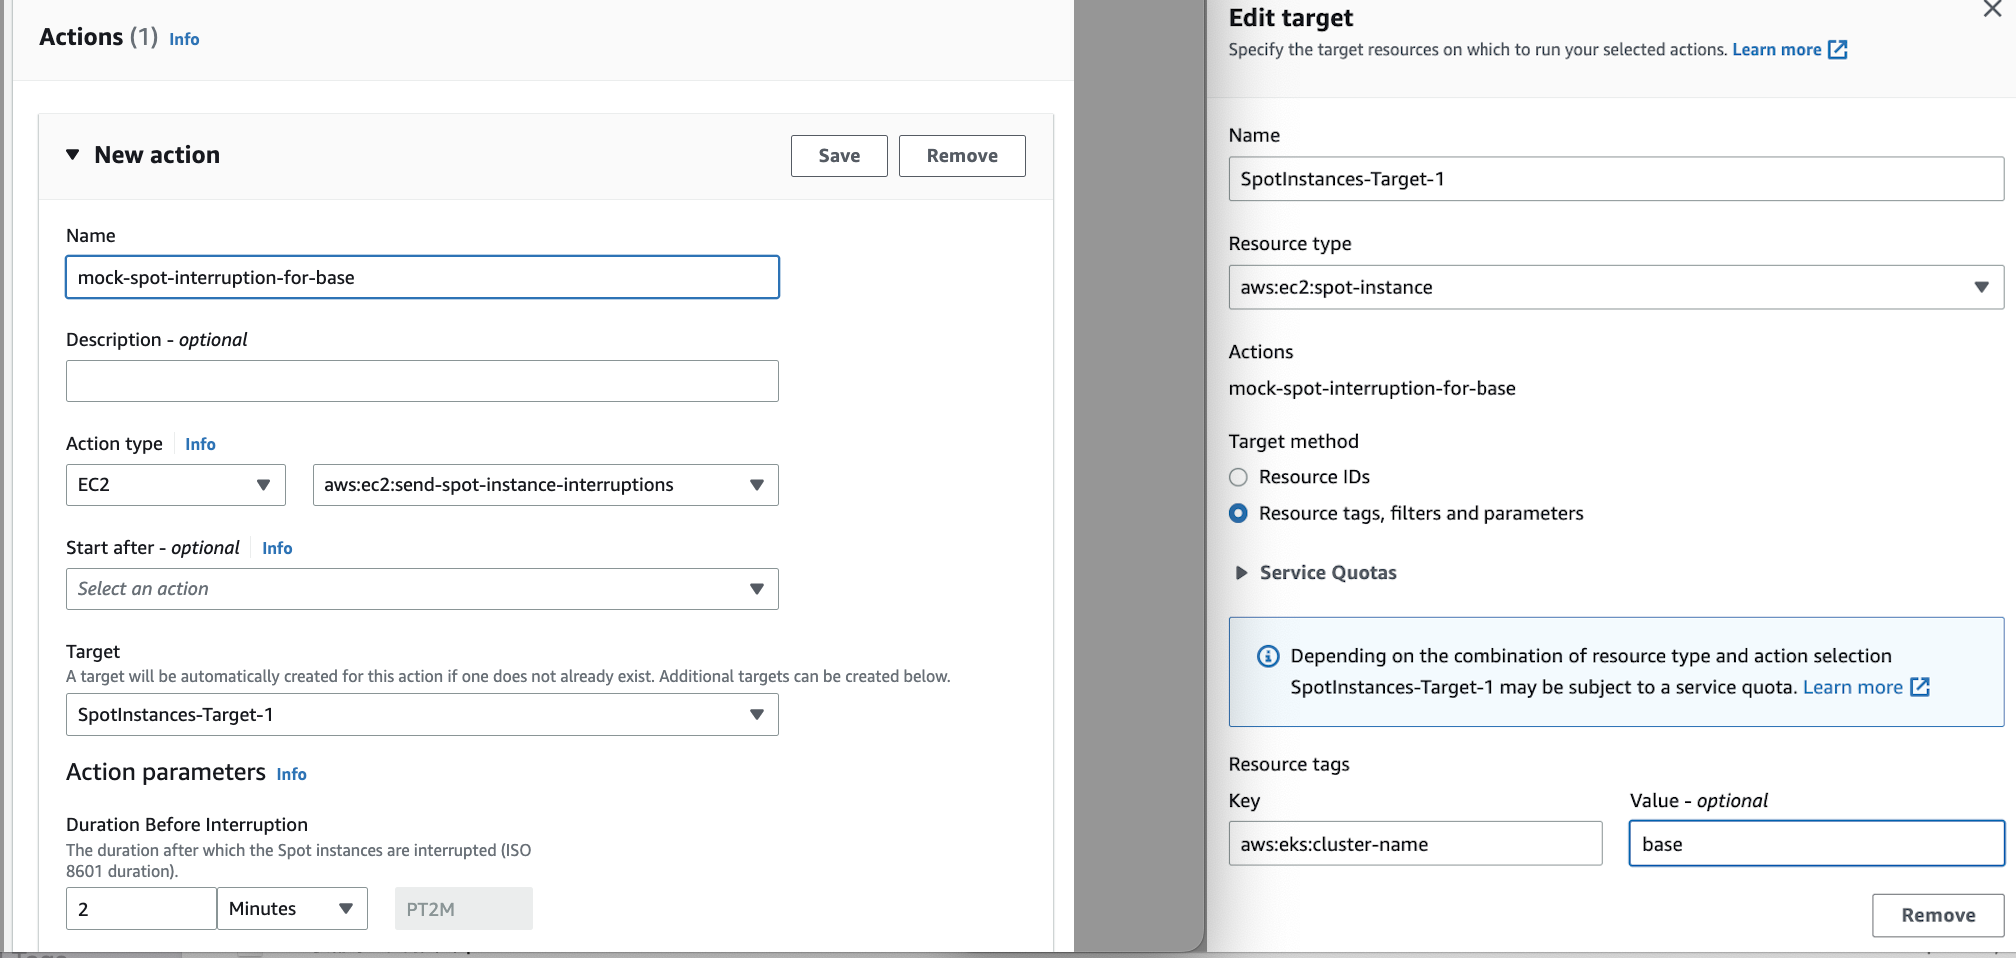 Actions (1) Info
New action
Save
Remove
Name
mock-spot-interruption-for-base
Description - optional
Action type
Info
EC2
aws:ec2:send-spot-instance-interruptions
Start after - optional
Info
Select an action
Target
A target will be automatically created for this action if one does not already exist. Additional targets can be created below.
SpotInstances-Target-1
Action parameters Info
Duration Before Interruption
The duration after which the Spot instances are interrupted (ISO
8601 duration).
2
Minutes
PT2M
Edit target
Specify the target resources on which to run your selected actions. Learn more
Name
SpotInstances-Target-1
Resource type
aws:ec2:spot-instance
Actions
mock-spot-interruption-for-base
Target method
Resource IDs
Resource tags, filters and parameters
Service Quotas
Depending on the combination of resource type and action selection
SpotInstances-Target-1 may be subject to a service quota. Learn more
Resource tags
Key
Value - optional
aws:eks:cluster-name
base
Remove